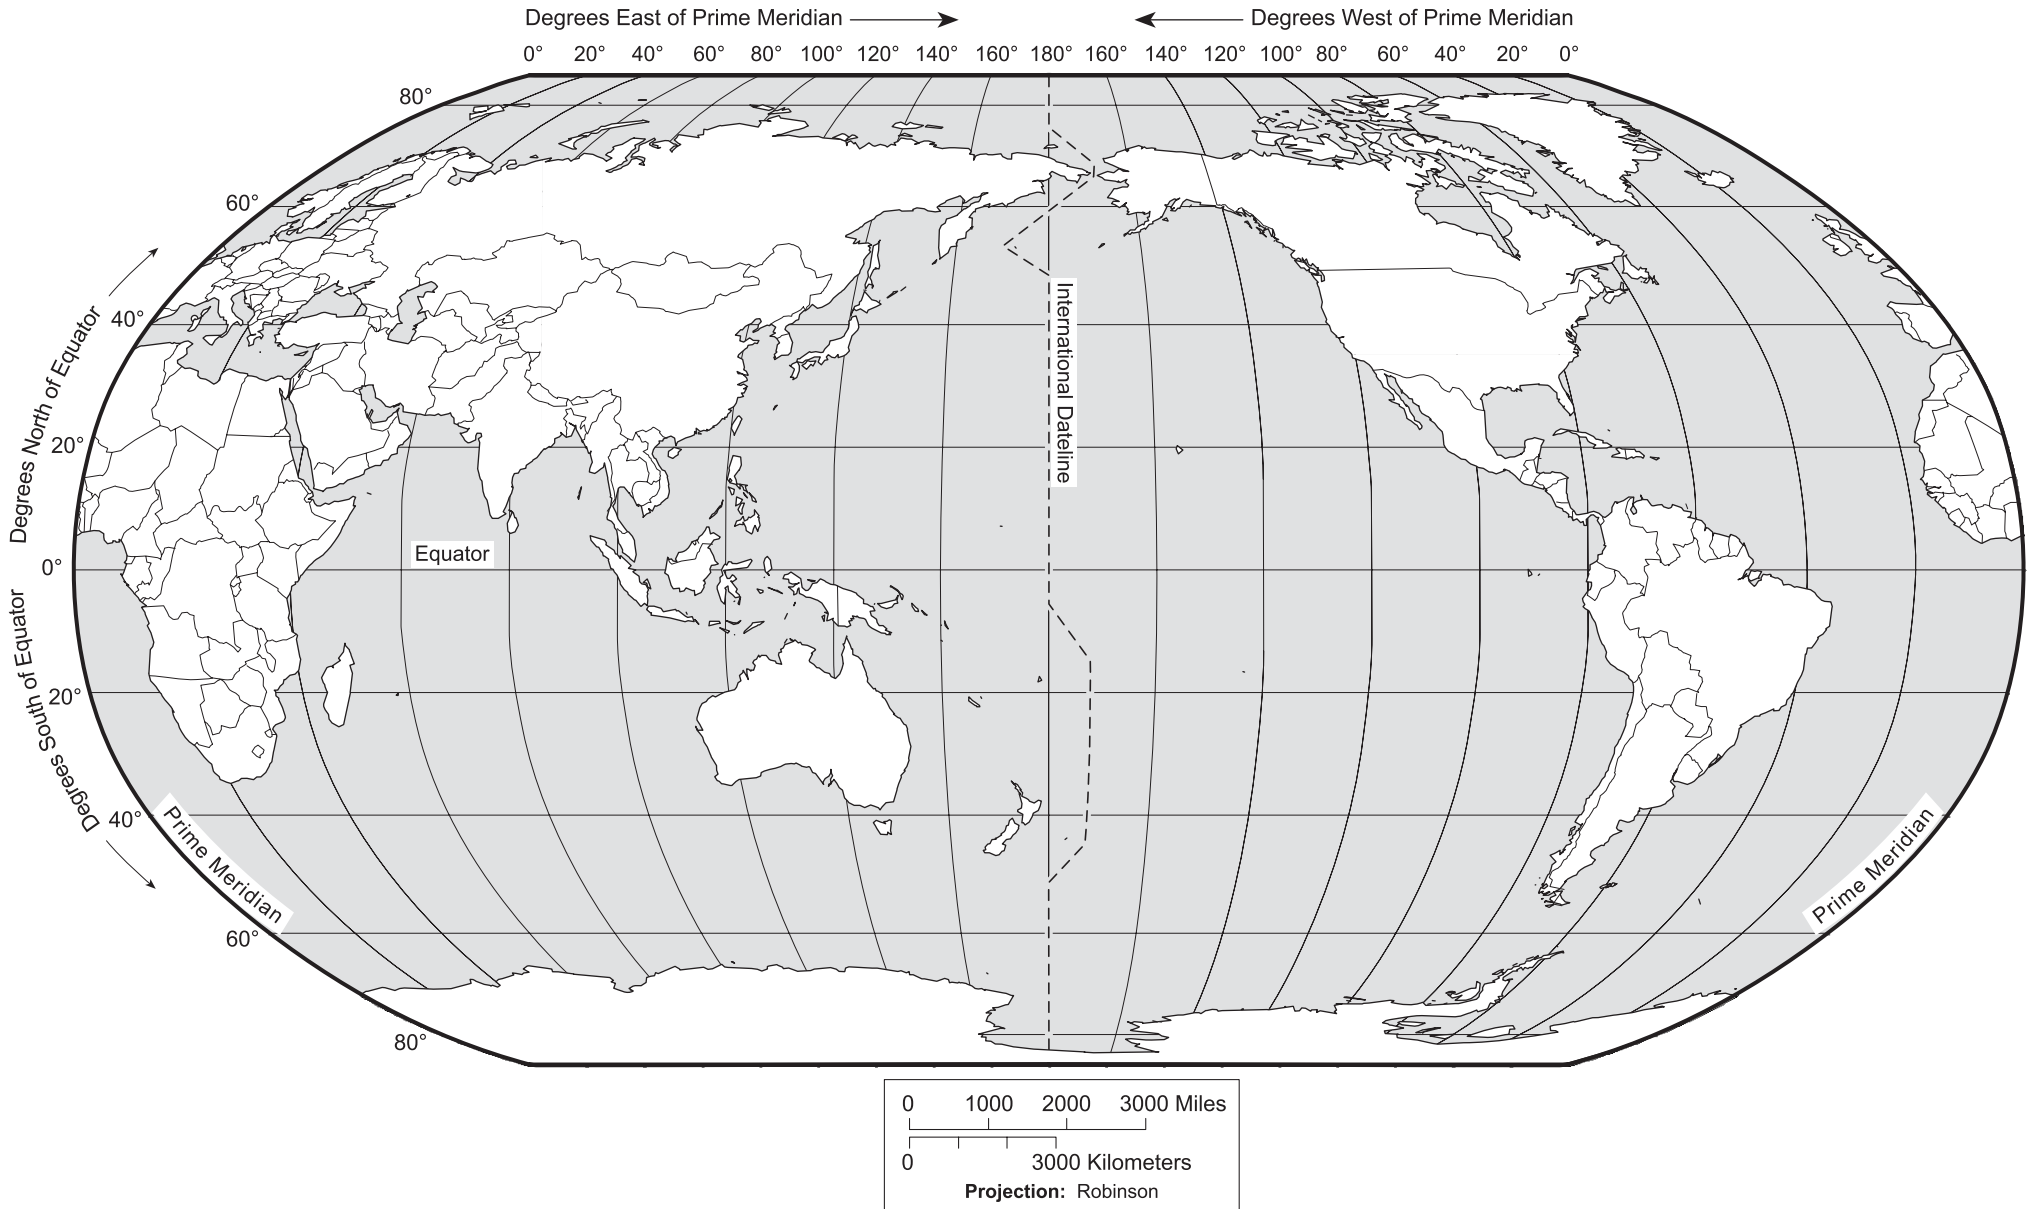 Degrees East of Prime Meridian
Degrees West of Prime Meridian
0° 20° 40° 60° 80° 100° 120° 140° 160° 180° 160° 140° 120° 100° 80° 60° 40° 20° 0°
80°
60°
40°
20°
0°
20°
40°
60°
80°
Degrees North of Equator
Degrees South of Equator
International Dateline
Equator
Prime Meridian
Prime Meridian
0 1000 2000 3000 Miles
0 3000 Kilometers
Projection: Robinson